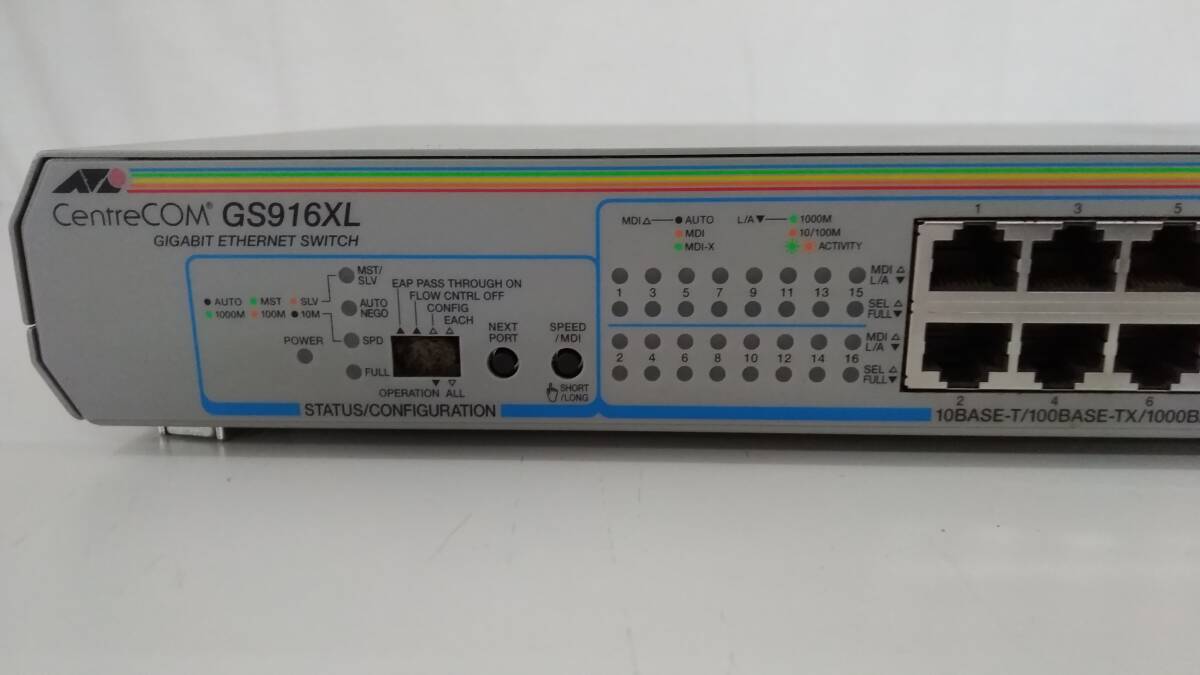 CentreCOM® GS916XL
GIGABIT ETHERNET SWITCH
MST/
SLV
AUTO MST SLV
1000M 100M 10M
AUTO
NEGO
POWER
SPD
FULL
EAP PASS THROUGH ON
FLOW CNTRL OFF
CONFIG
EACH
OPERATION ALL
NEXT
PORT
SPEED
/MDI
SHORT
/LONG
STATUS/CONFIGURATION
MDI △ AUTO
MDI
MDI-X
L/A ▼ 1000M
10/100M
ACTIVITY
MDI △
L/A ▼
1 3 5 7 9 11 13 15
SEL △
FULL ▼
MDI △
L/A ▼
2 4 6 8 10 12 14 16
SEL △
FULL ▼
1 3 5
2 4 6
10BASE-T/100BASE-TX/1000B